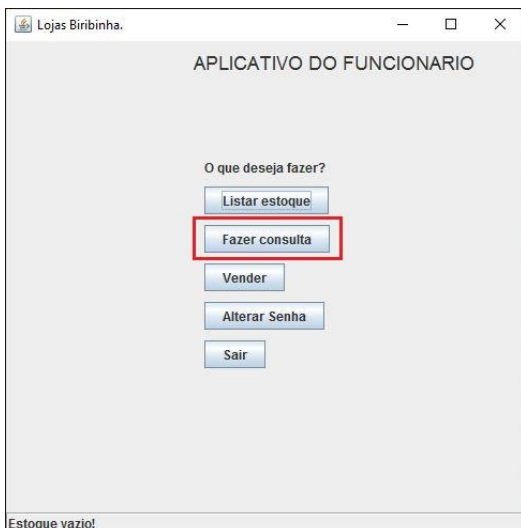 Lojas Biribinha.
APLICATIVO DO FUNCIONARIO
O que deseja fazer?
Listar estoque
Fazer consulta
Vender
Alterar Senha
Sair
Estoque vazio!